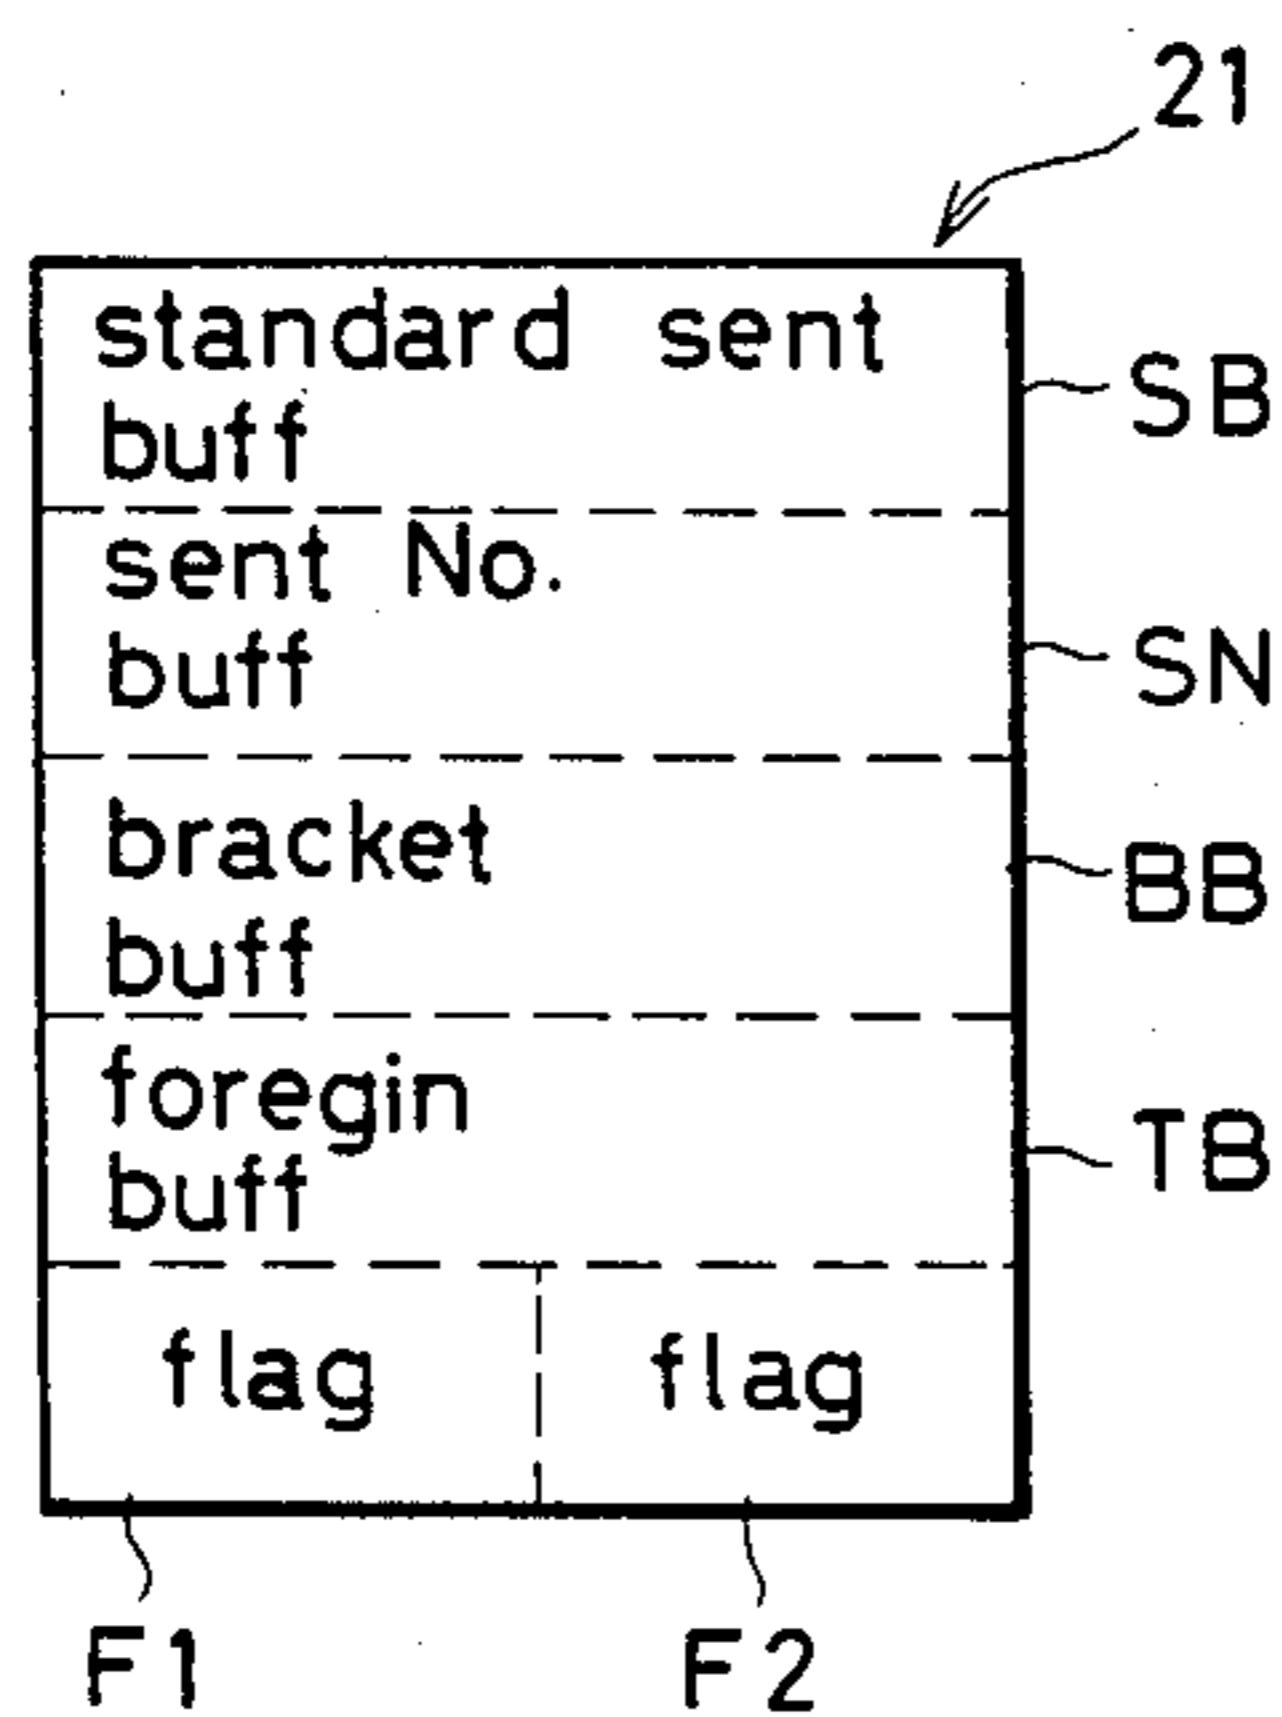 21
standard sent
buff
SB
sent No.
buff
SN
bracket
buff
BB
foregin
buff
TB
flag flag
F1 F2